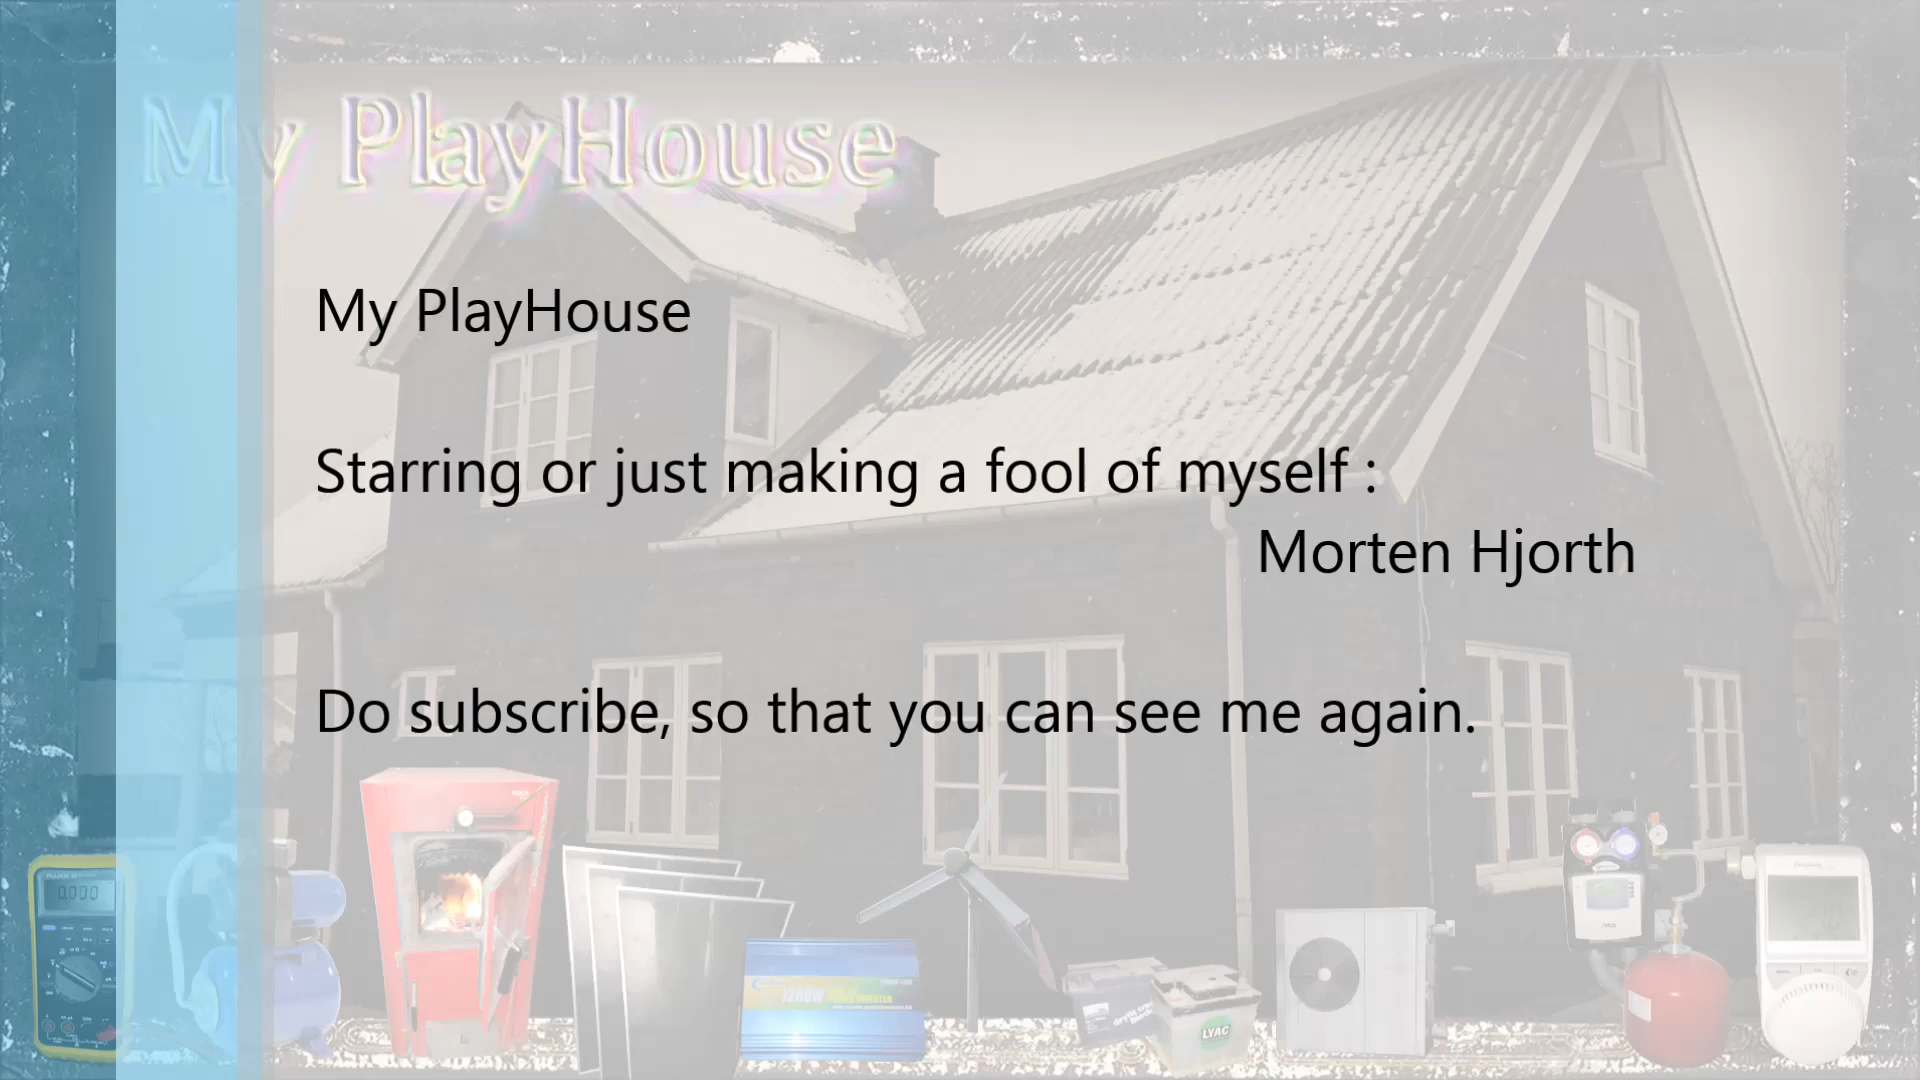 My PlayHouse
My PlayHouse
Starring or just making a fool of myself :
Morten Hjorth
Do subscribe, so that you can see me again.
0.000
1200W
INVERTER
LYAC